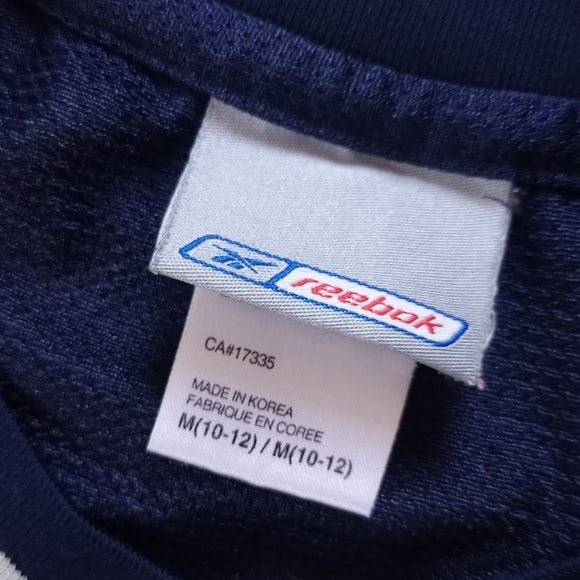 reebok
CA#17335
MADE IN KOREA
FABRIQUE EN COREE
M(10-12) / M(10-12)